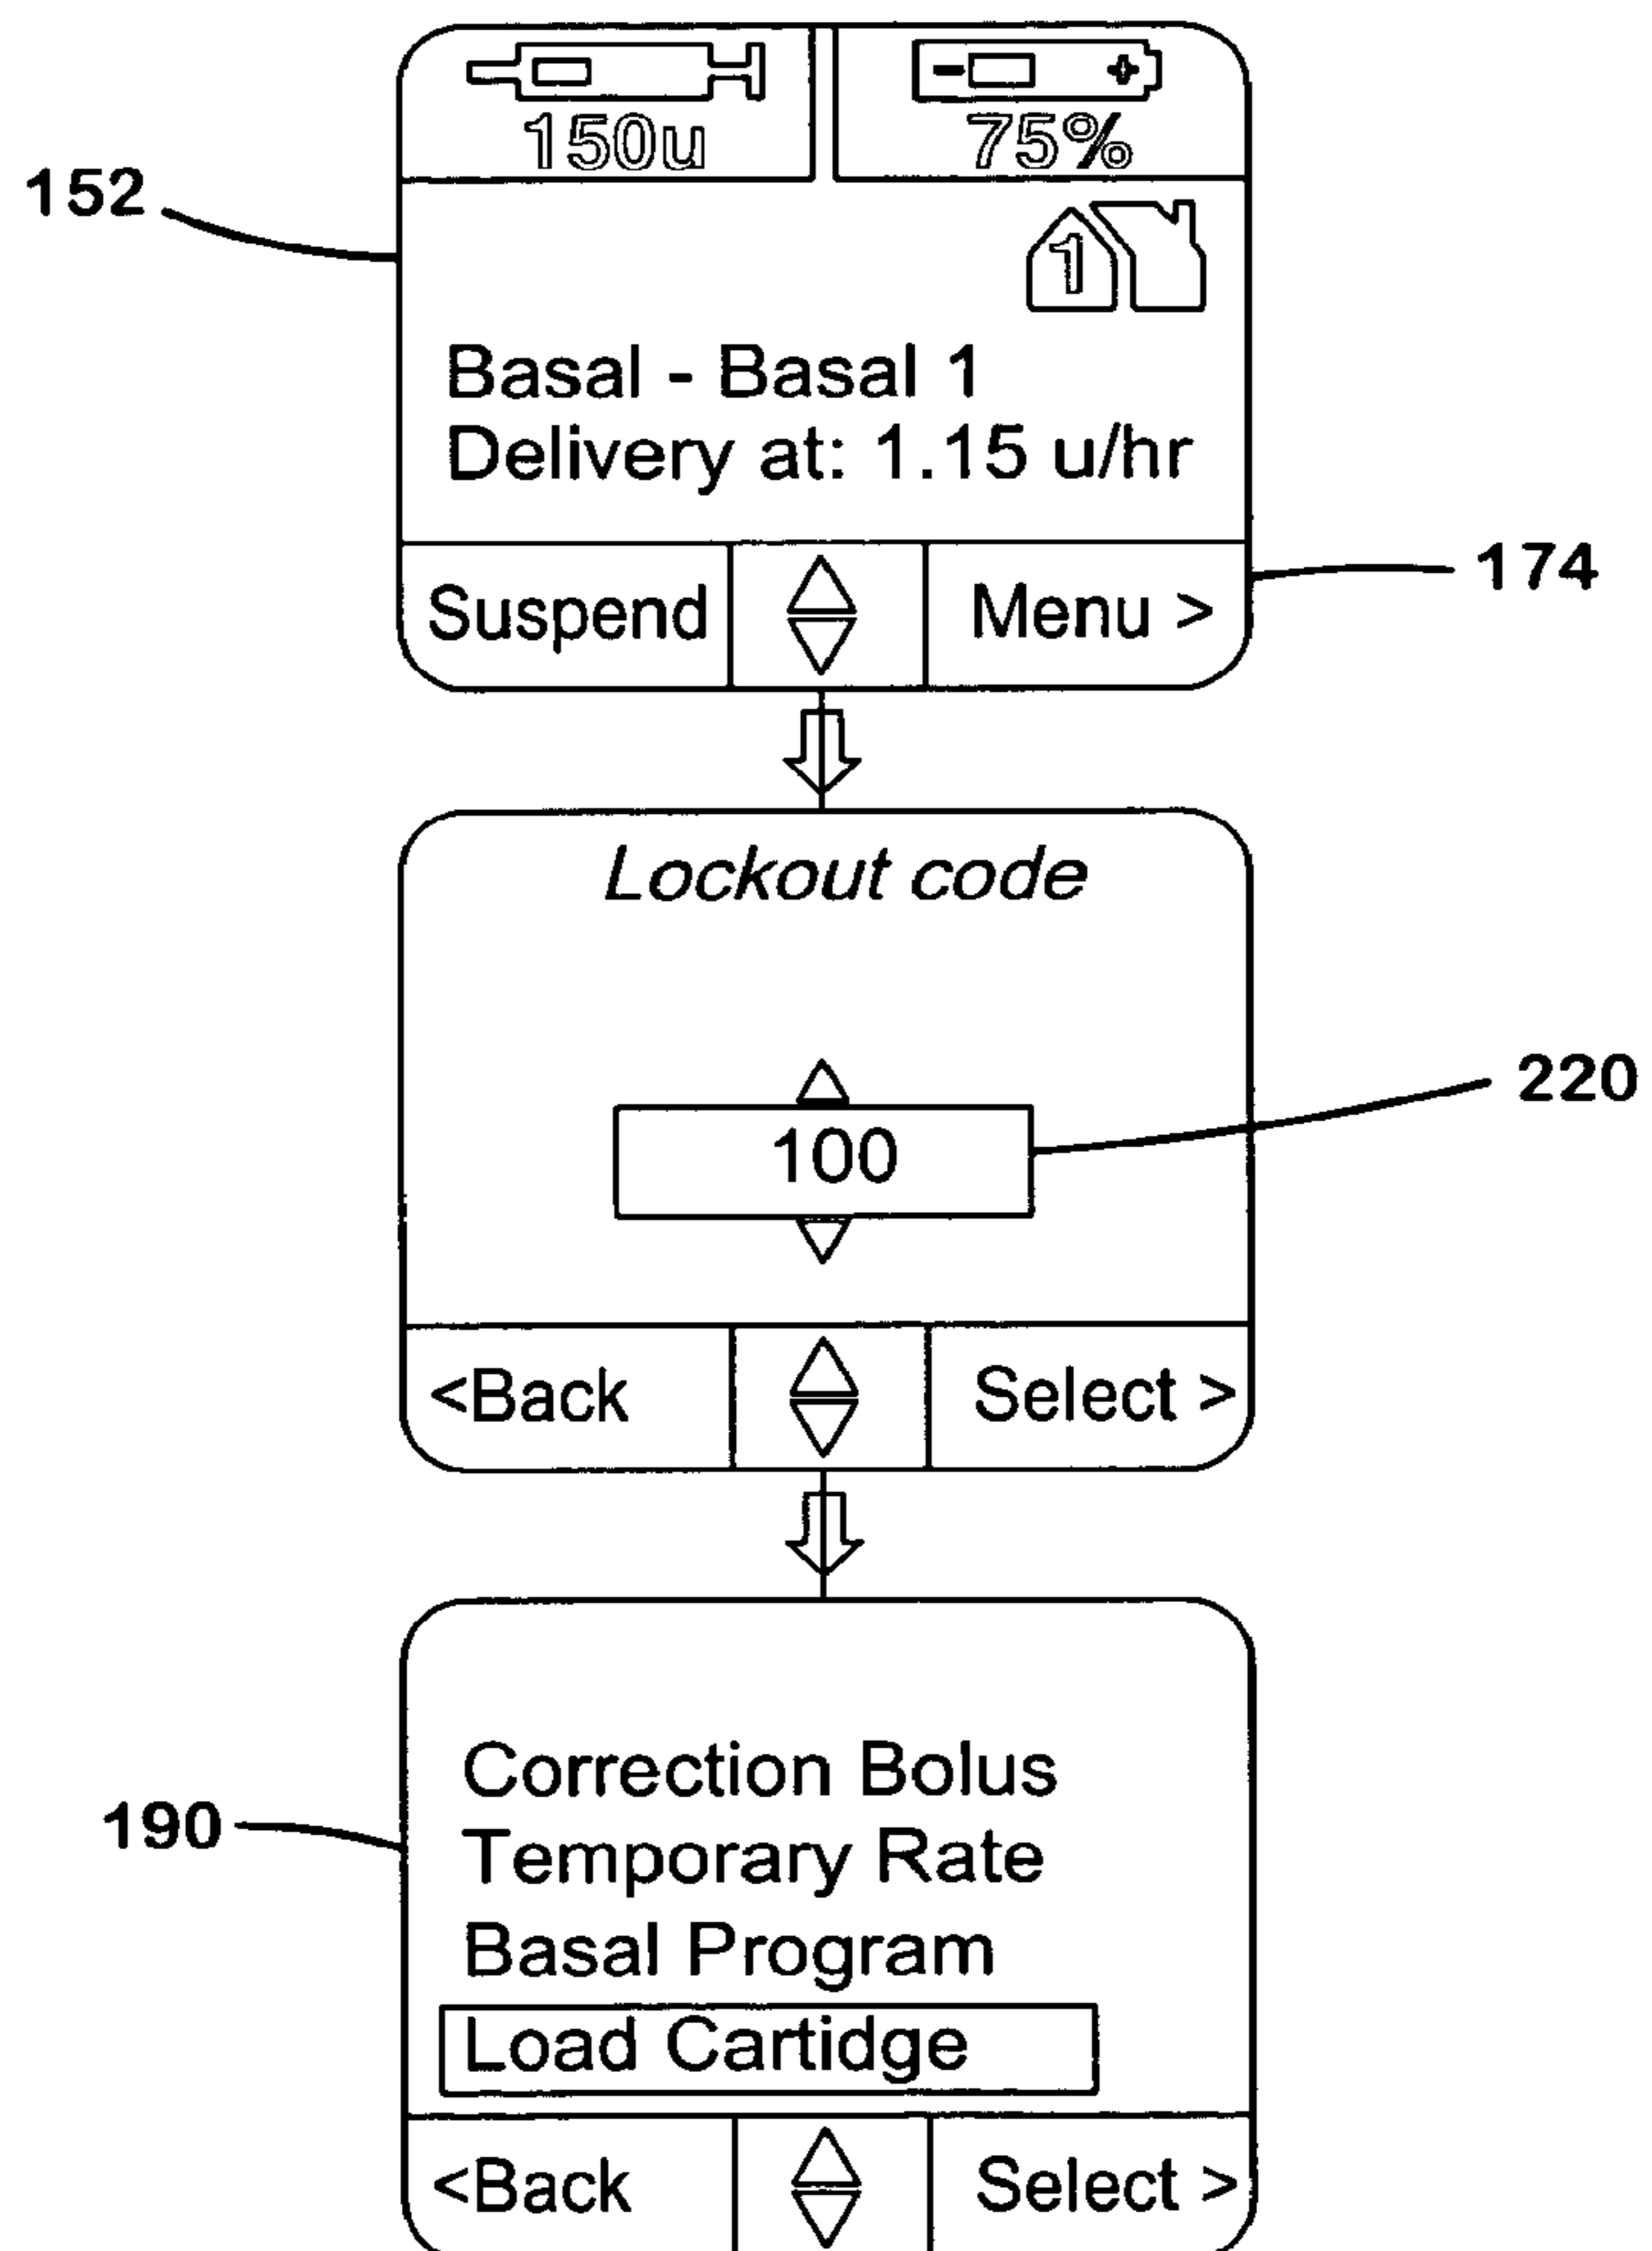 150u 75%
152
1
Basal - Basal 1
Delivery at: 1.15 u/hr
174
Suspend Menu >
Lockout code
220
100
<Back Select >
Correction Bolus
190
Temporary Rate
Basal Program
Load Cartidge
<Back Select >